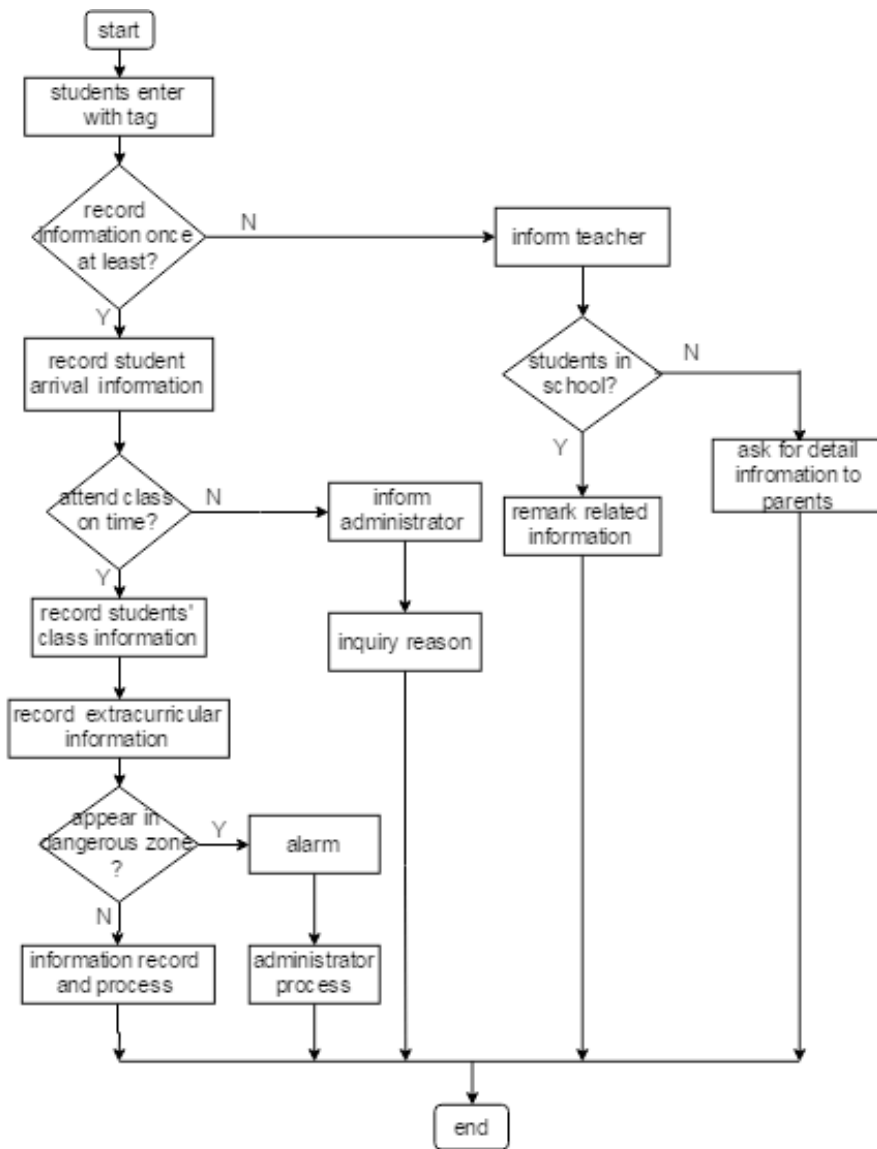 start
students enter
with tag
record
information once
at least?
N
inform teacher
Y
students in
school?
N
record student
arrival information
Y
ask for detail
infromation to
parents
attend class
on time?
N
inform
administrator
remark related
information
Y
record students'
class information
inquiry reason
record extracurricular
information
appear in
dangerous zone
?
Y
alarm
N
information record
and process
administrator
process
end